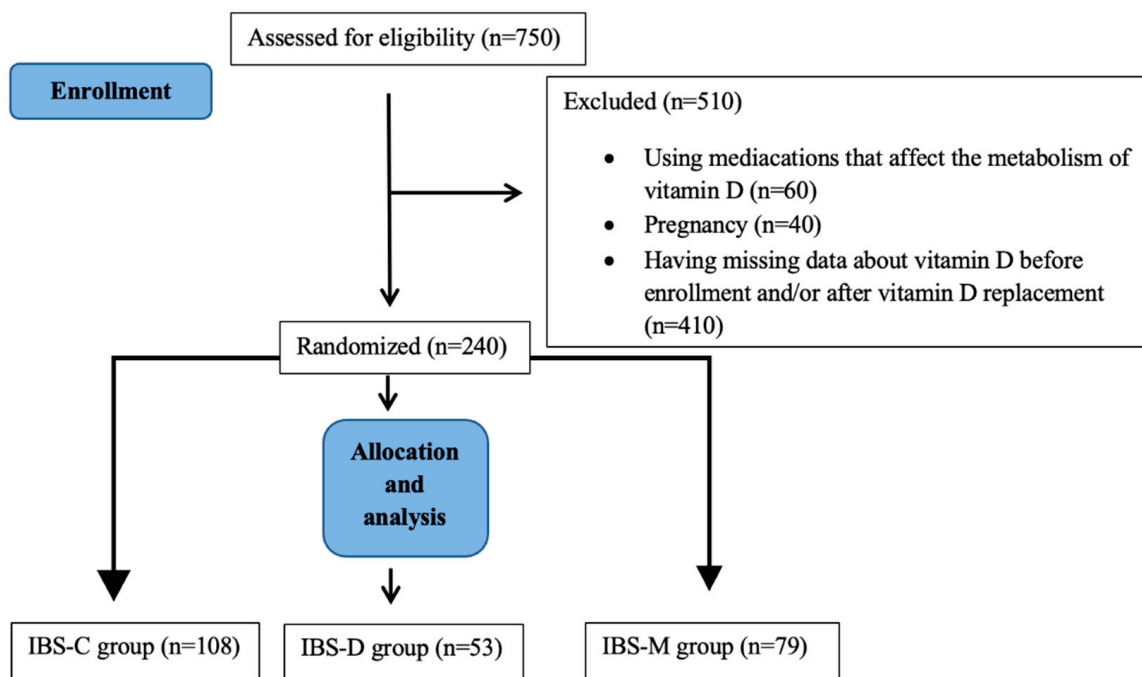 Assessed for eligibility (n=750)
Enrollment
Excluded (n=510)
• Using mediacations that affect the metabolism of
vitamin D (n=60)
• Pregnancy (n=40)
• Having missing data about vitamin D before
enrollment and/or after vitamin D replacement
(n=410)
Randomized (n=240)
Allocation
and
analysis
IBS-C group (n=108)
IBS-D group (n=53)
IBS-M group (n=79)